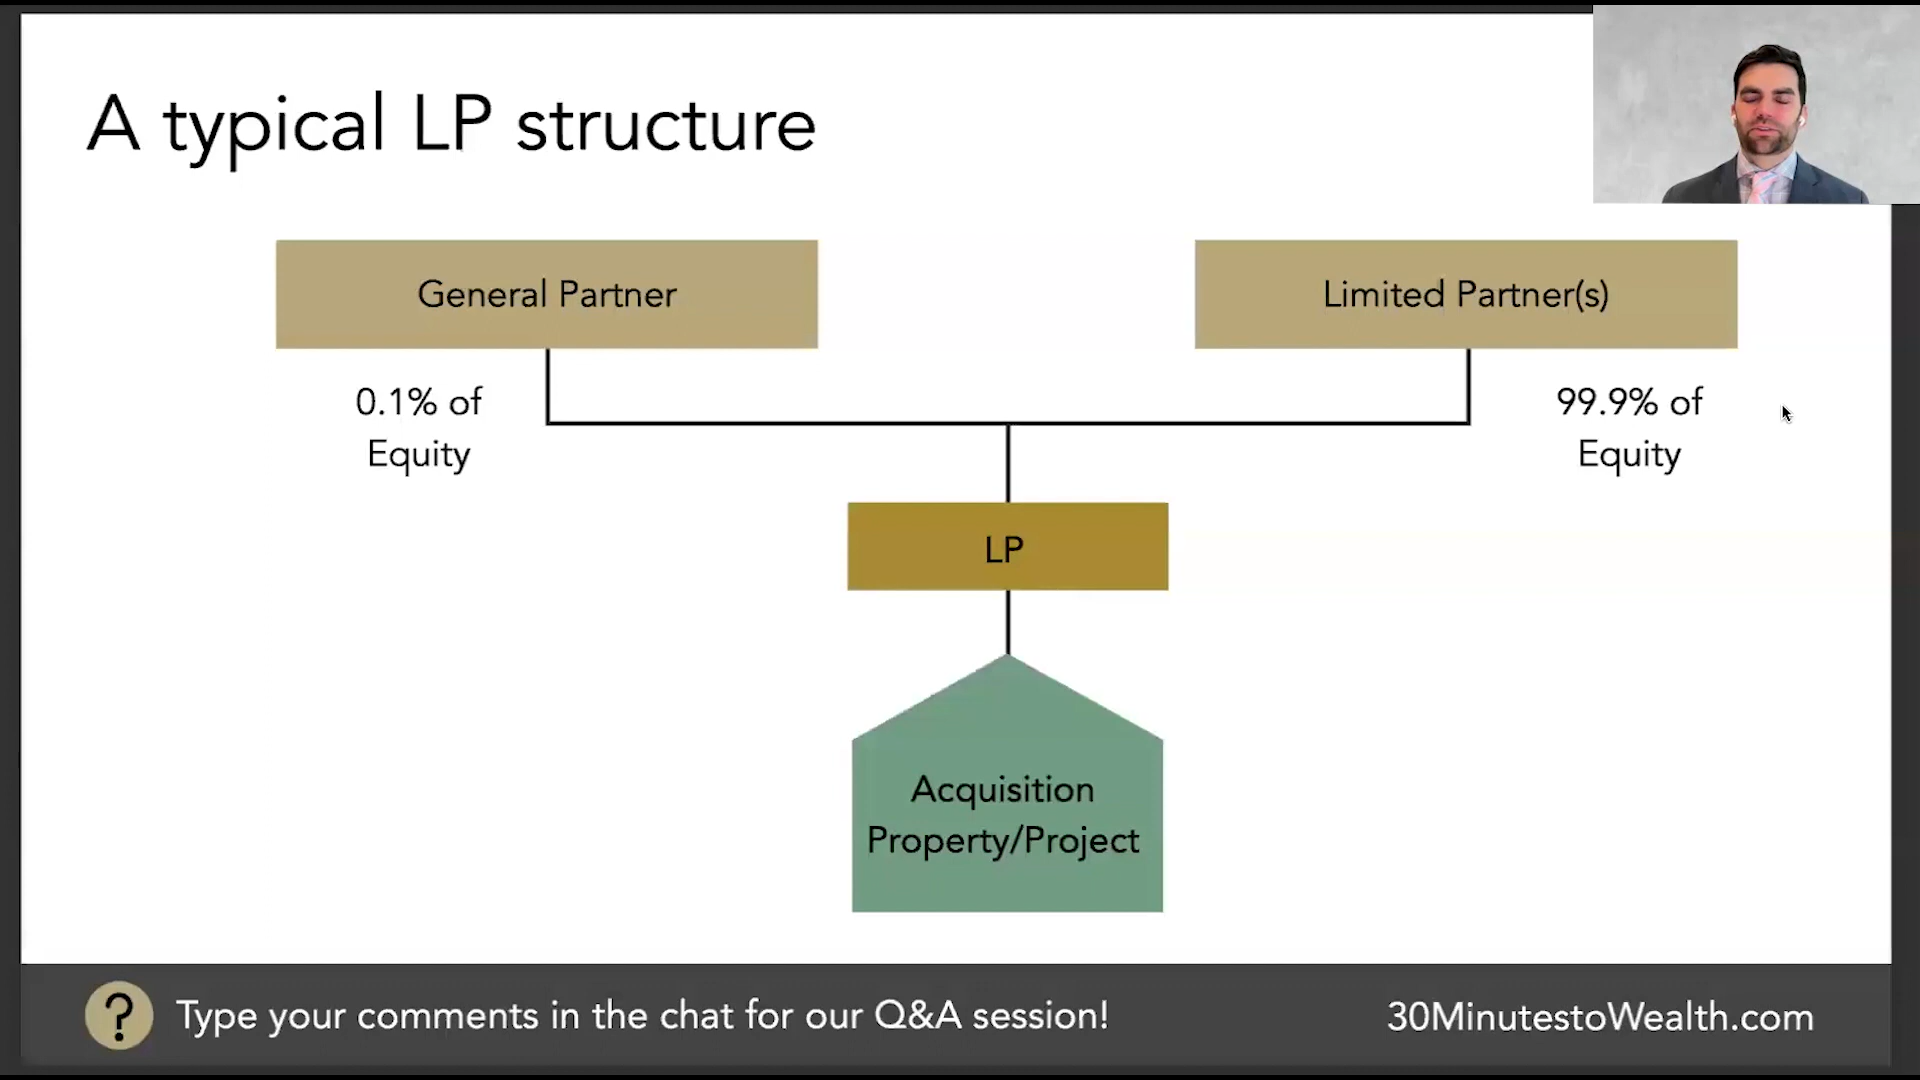 A typical LP structure
General Partner
Limited Partner(s)
0.1% of
Equity
99.9% of
Equity
LP
Acquisition
Property/Project
? Type your comments in the chat for our Q&A session!
30MinutestoWealth.com